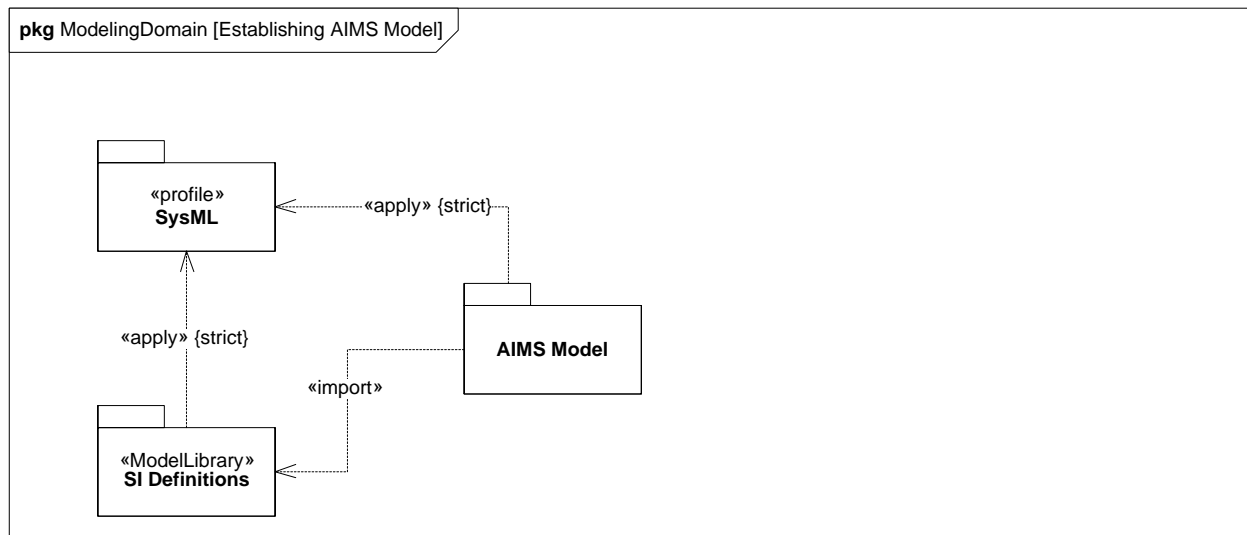 pkg ModelingDomain [Establishing AIMS Model]
«profile»
SysML
«apply» {strict}
AIMS Model
«apply» {strict}
«import»
«ModelLibrary»
SI Definitions